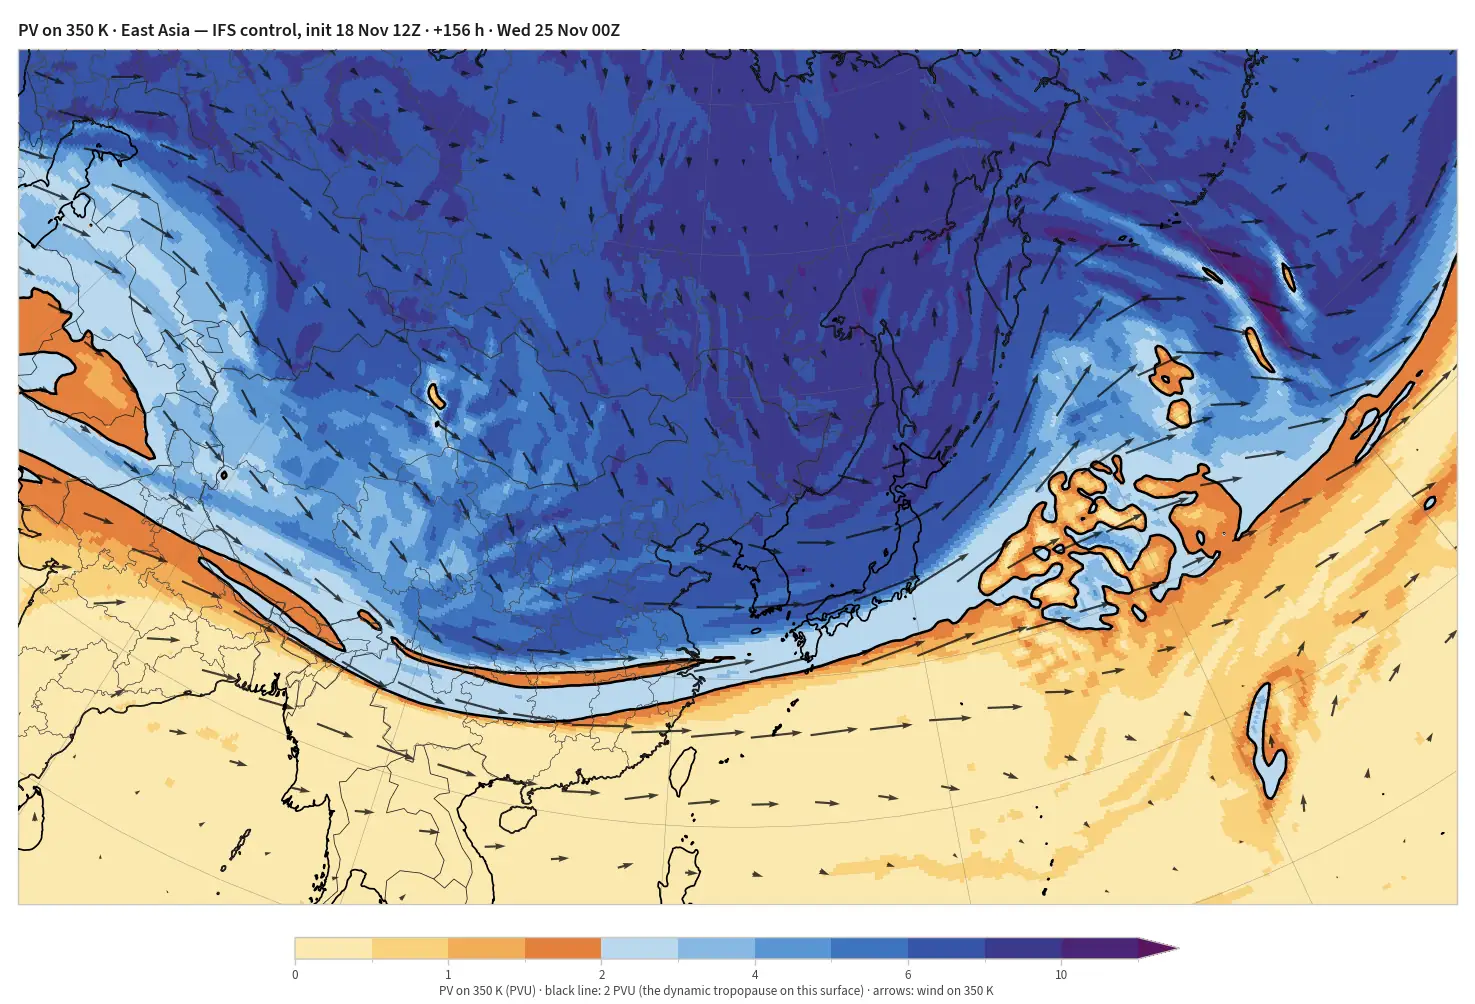 PV on 350 K · East Asia — IFS control, init 18 Nov 12Z · +156 h · Wed 25 Nov 00Z
0 1 2 4 6 10
PV on 350 K (PVU) · black line: 2 PVU (the dynamic tropopause on this surface) · arrows: wind on 350 K